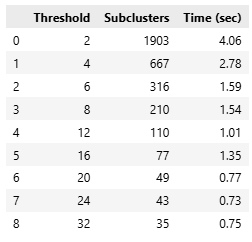 Threshold Subclusters Time (sec)
0 2 1903 4.06
1 4 667 2.78
2 6 316 1.59
3 8 210 1.54
4 12 110 1.01
5 16 77 1.35
6 20 49 0.77
7 24 43 0.73
8 32 35 0.75